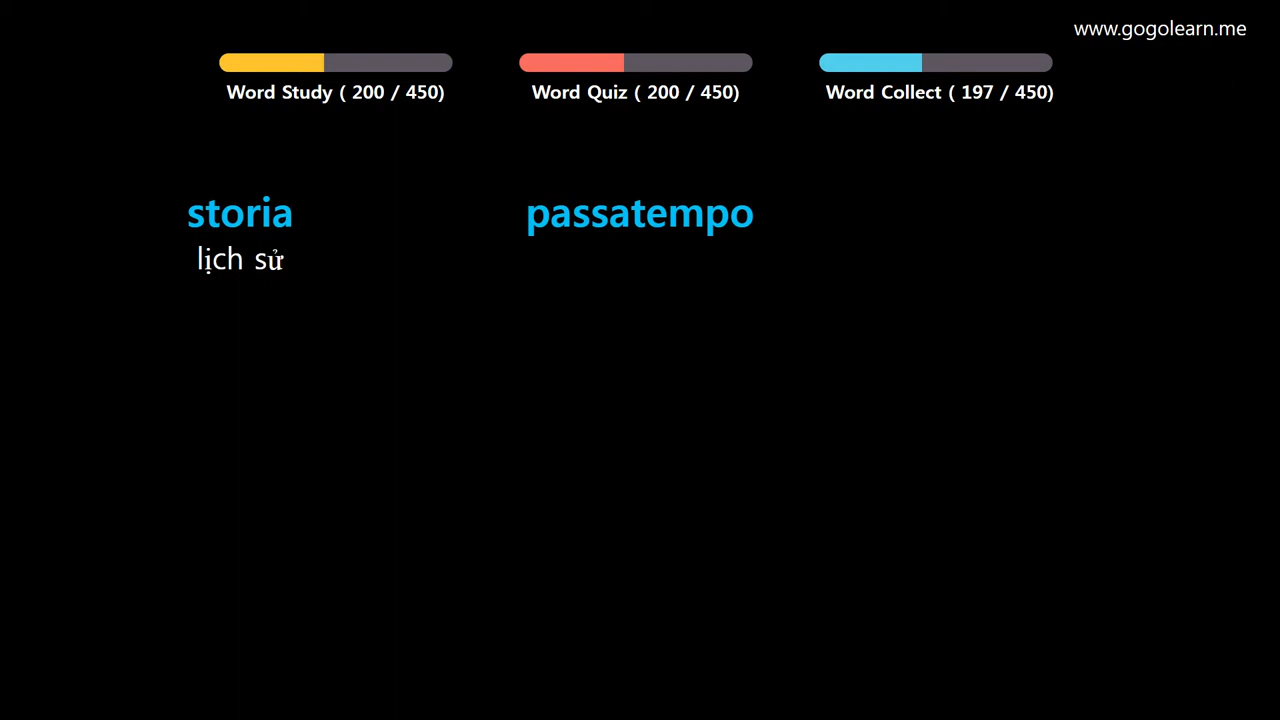 www.gogolearn.me
Word Study ( 200 / 450)
Word Quiz ( 200 / 450)
Word Collect ( 197 / 450)
storia
lịch sử
passatempo